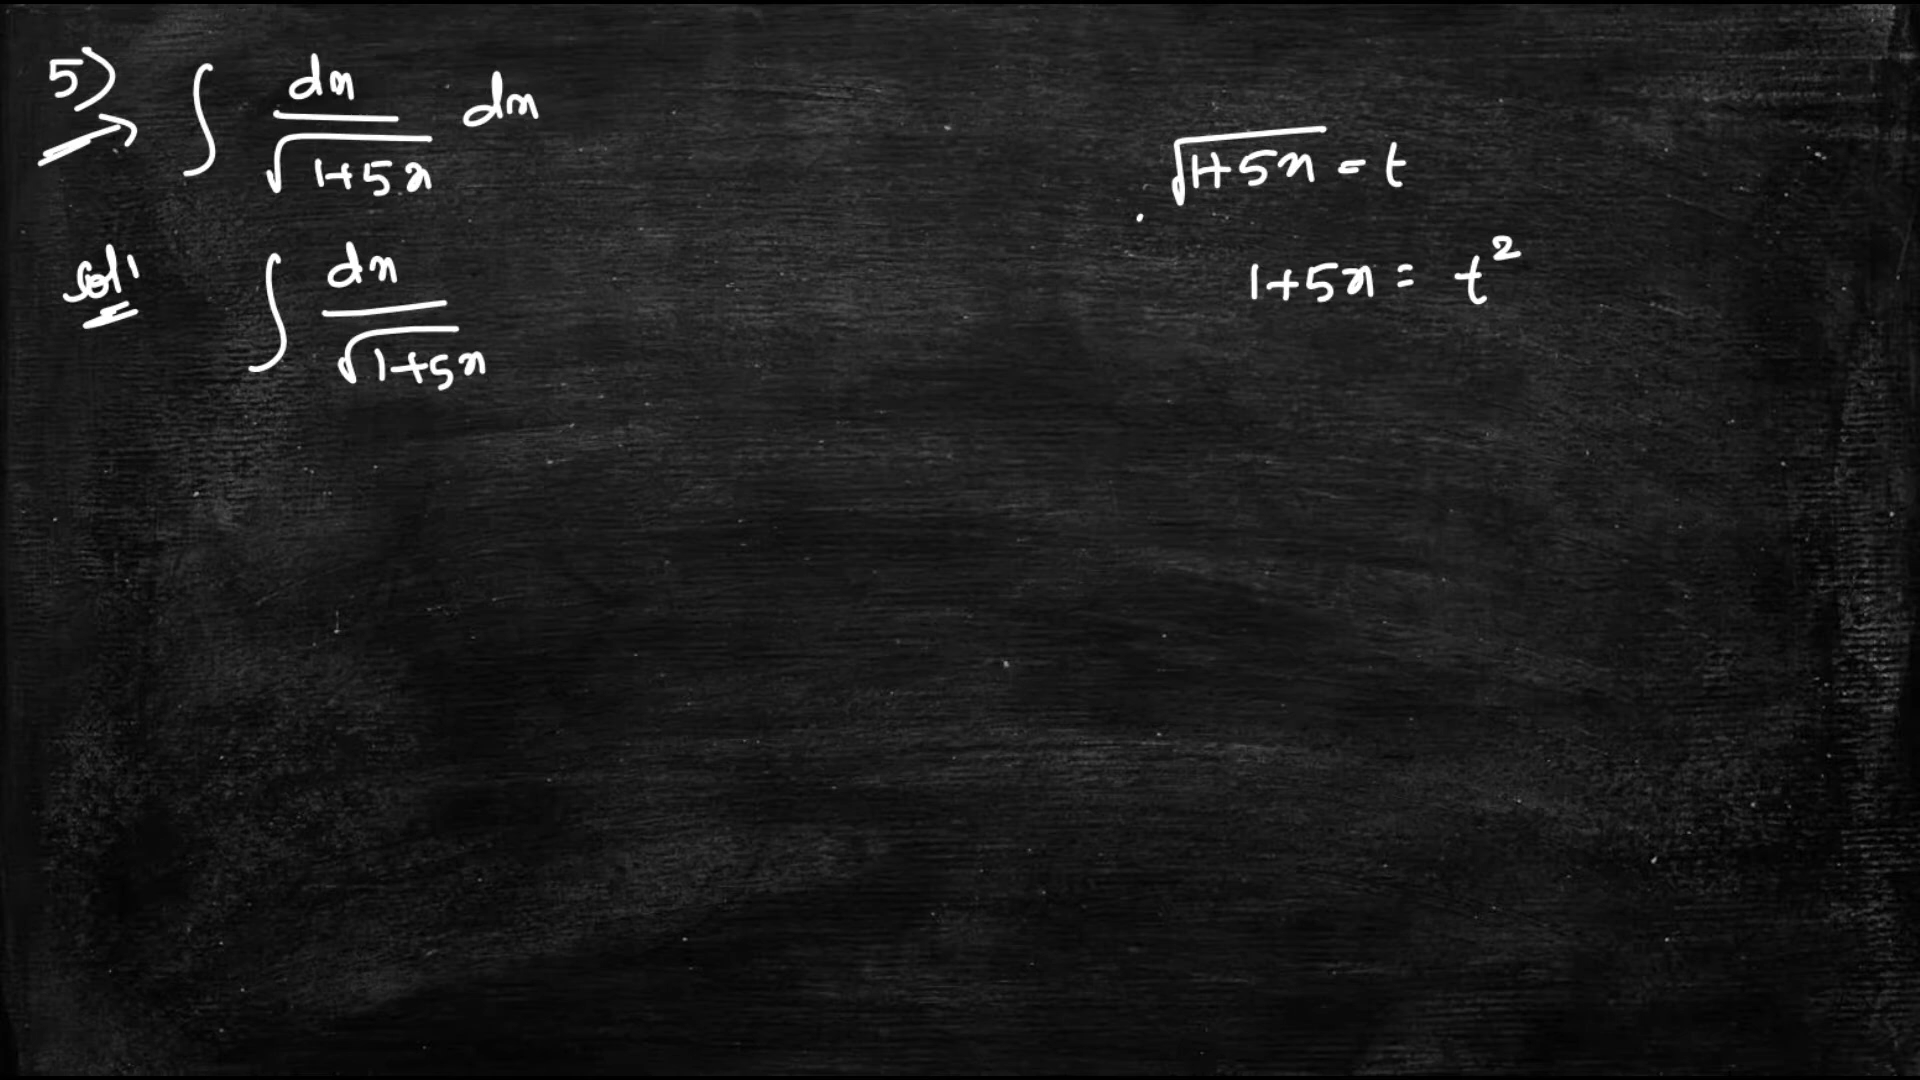 5) ∫ dx/√(1+5x) dx
√(1+5x) = t
1+5x = t²
Sol: ∫ dx/√(1+5x)